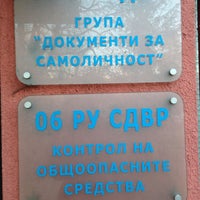 ГРУПА
"ДОКУМЕНТИ ЗА
САМОЛИЧНОСТ"
06 РУ СДВР
КОНТРОЛ НА
ОБЩООПАСНИТЕ
СРЕДСТВА